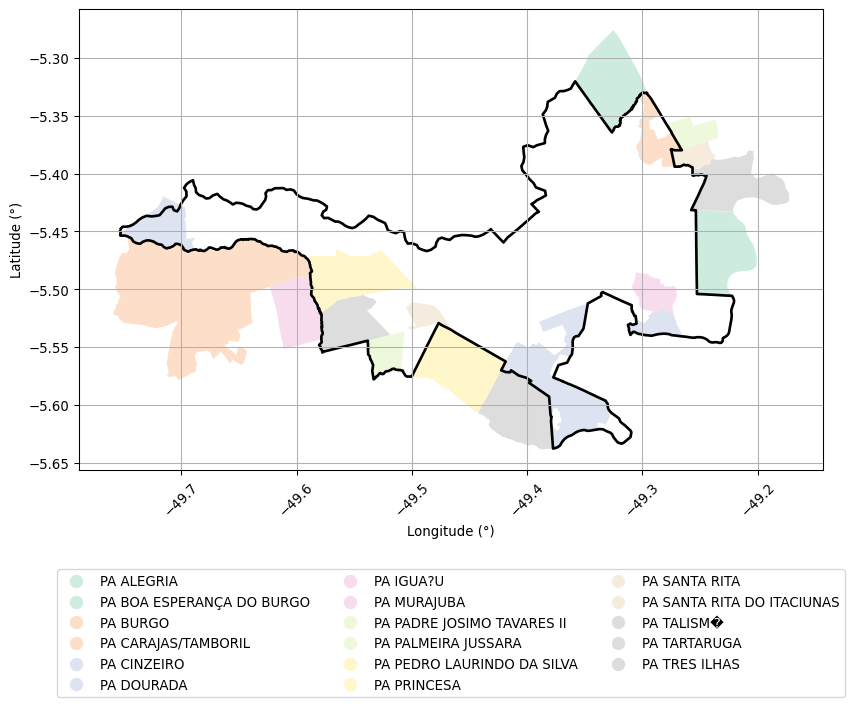 −5.30
−5.35
−5.40
−5.45
−5.50
−5.55
−5.60
−5.65
Latitude (°)
−49.7
−49.6
−49.5
−49.4
−49.3
−49.2
Longitude (°)
PA ALEGRIA
PA BOA ESPERANÇA DO BURGO
PA BURGO
PA CARAJAS/TAMBORIL
PA CINZEIRO
PA DOURADA
PA IGUA?U
PA MURAJUBA
PA PADRE JOSIMO TAVARES II
PA PALMEIRA JUSSARA
PA PEDRO LAURINDO DA SILVA
PA PRINCESA
PA SANTA RITA
PA SANTA RITA DO ITACIUNAS
PA TALISM�
PA TARTARUGA
PA TRES ILHAS